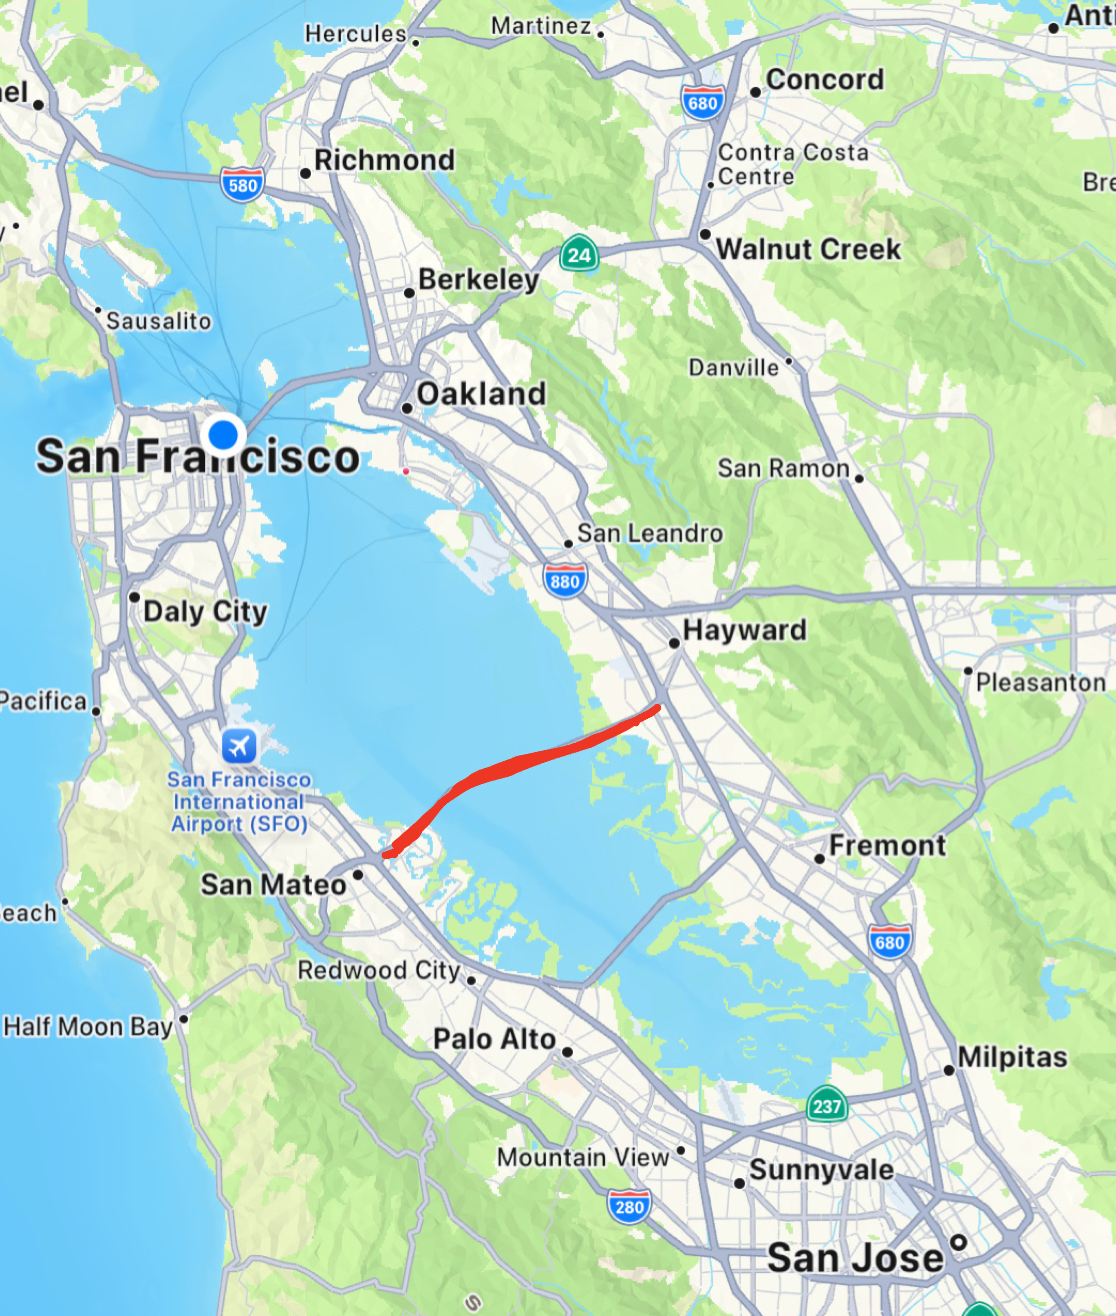 Hercules
Martinez
Anti
el
Concord
680
Contra Costa
Centre
Richmond
580
Bre
y
24
Walnut Creek
Berkeley
Sausalito
Danville
Oakland
San Francisco
San Ramon
San Leandro
880
Daly City
Hayward
Pacifica
Pleasanton
San Francisco
International
Airport (SFO)
Fremont
San Mateo
each
680
Redwood City
Half Moon Bay
Palo Alto
Milpitas
237
Mountain View
Sunnyvale
280
San Jose